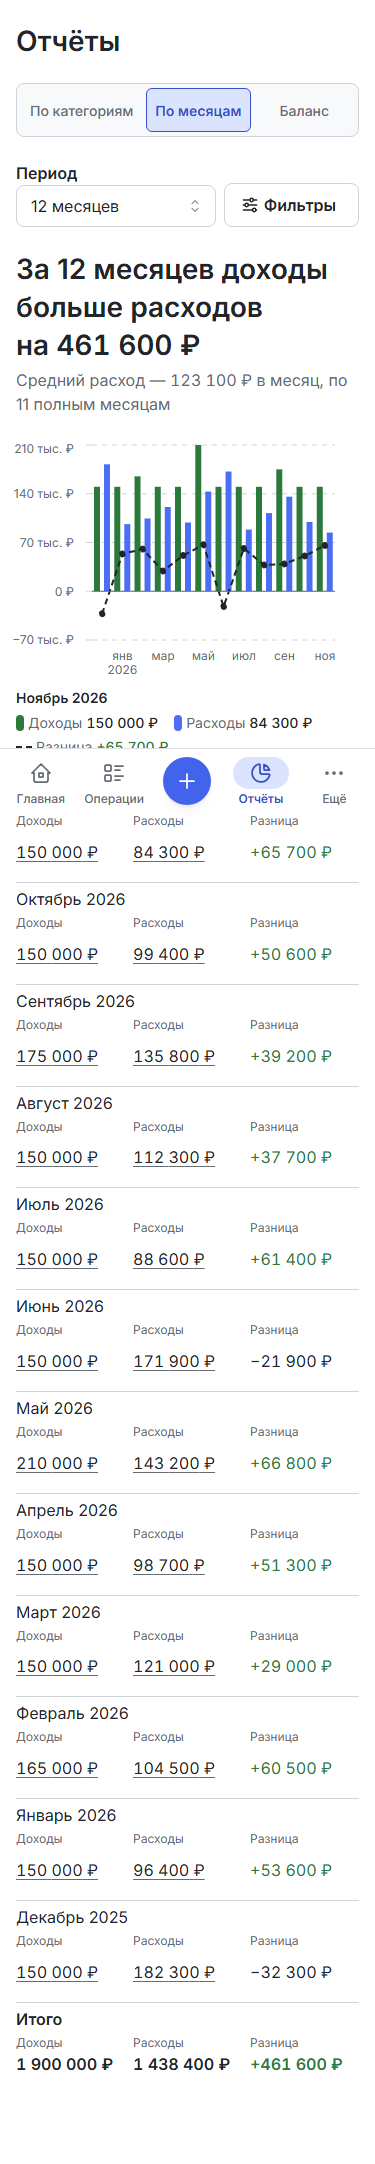 Отчёты
По категориям По месяцам Баланс
Период
12 месяцев Фильтры
За 12 месяцев доходы
больше расходов
на 461 600 ₽
Средний расход — 123 100 ₽ в месяц, по
11 полным месяцам
210 тыс. ₽
140 тыс. ₽
70 тыс. ₽
0 ₽
−70 тыс. ₽
янв мар май июл сен ноя
2026
Ноябрь 2026
Доходы 150 000 ₽ Расходы 84 300 ₽
Разница +65 700 ₽
Главная Операции Отчёты Ещё
Доходы Расходы Разница
150 000 ₽ 84 300 ₽ +65 700 ₽
Октябрь 2026
Доходы Расходы Разница
150 000 ₽ 99 400 ₽ +50 600 ₽
Сентябрь 2026
Доходы Расходы Разница
175 000 ₽ 135 800 ₽ +39 200 ₽
Август 2026
Доходы Расходы Разница
150 000 ₽ 112 300 ₽ +37 700 ₽
Июль 2026
Доходы Расходы Разница
150 000 ₽ 88 600 ₽ +61 400 ₽
Июнь 2026
Доходы Расходы Разница
150 000 ₽ 171 900 ₽ −21 900 ₽
Май 2026
Доходы Расходы Разница
210 000 ₽ 143 200 ₽ +66 800 ₽
Апрель 2026
Доходы Расходы Разница
150 000 ₽ 98 700 ₽ +51 300 ₽
Март 2026
Доходы Расходы Разница
150 000 ₽ 121 000 ₽ +29 000 ₽
Февраль 2026
Доходы Расходы Разница
165 000 ₽ 104 500 ₽ +60 500 ₽
Январь 2026
Доходы Расходы Разница
150 000 ₽ 96 400 ₽ +53 600 ₽
Декабрь 2025
Доходы Расходы Разница
150 000 ₽ 182 300 ₽ −32 300 ₽
Итого
Доходы Расходы Разница
1 900 000 ₽ 1 438 400 ₽ +461 600 ₽